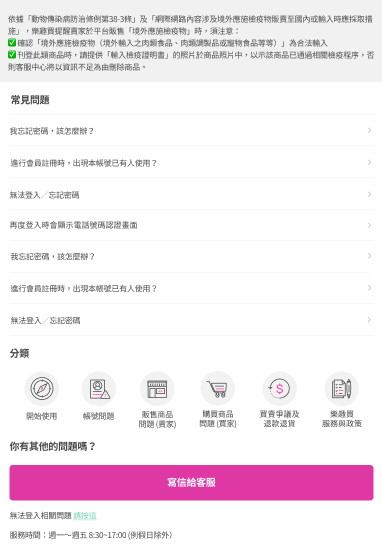 依據「動物傳染病防治條例第38-3條」及「網際網路內容涉及境外應施檢疫物販賣至國內或輸入時應採取措
施」，樂趣買提醒賣家於平台販售「境外應施檢疫物」時，須注意：
✅ 確認「境外應施檢疫物（境外輸入之肉類食品、肉類調製品或寵物食品等等）」為合法輸入
✅ 刊登此類商品時，請提供「輸入檢疫證明書」的照片於商品照片中，以示該商品已通過相關檢疫程序，否
則客服中心將以資訊不足為由刪除商品。
常見問題
我忘記密碼，該怎麼辦？
進行會員註冊時，出現本帳號已有人使用？
無法登入／忘記密碼
再度登入時會顯示電話號碼認證畫面
我忘記密碼，該怎麼辦？
進行會員註冊時，出現本帳號已有人使用？
無法登入／忘記密碼
分類
開始使用
帳號問題
販售商品
問題 (賣家)
購買商品
問題 (買家)
買賣爭議及
退款退貨
樂趣買
服務與政策
你有其他的問題嗎？
寫信給客服
無法登入相關問題 請按這
服務時間：週一～週五 8:30~17:00 (例假日除外)